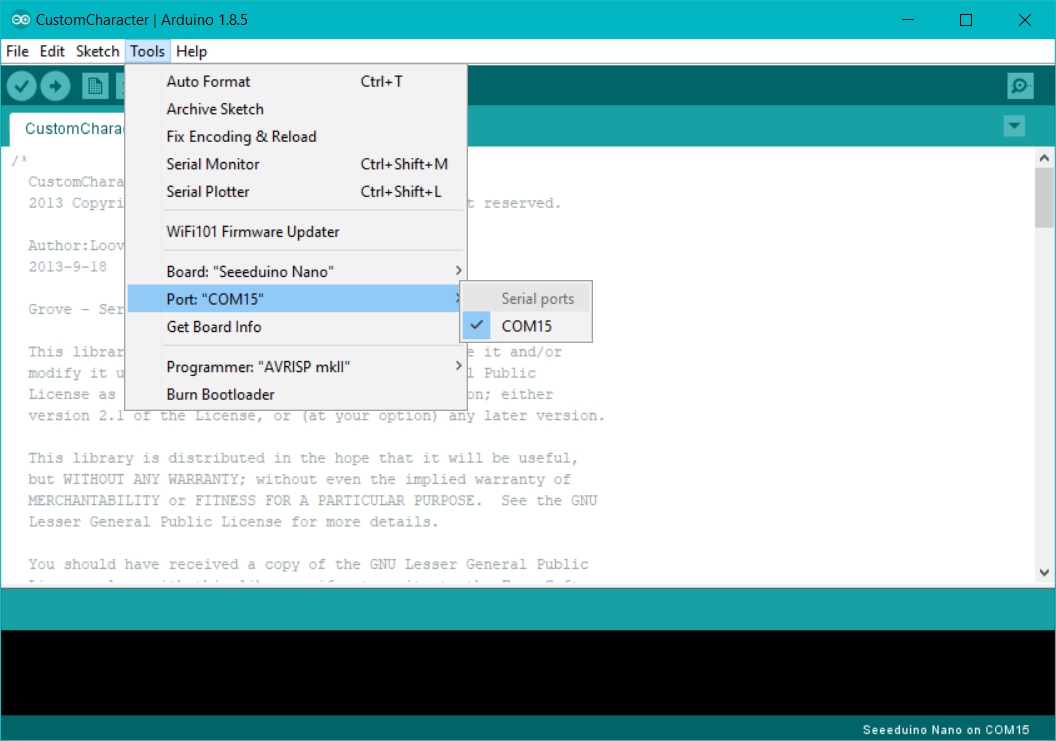 CustomCharacter | Arduino 1.8.5
File Edit Sketch Tools Help
Auto Format Ctrl+T
Archive Sketch
Fix Encoding & Reload
Serial Monitor Ctrl+Shift+M
Serial Plotter Ctrl+Shift+L
WiFi101 Firmware Updater
Board: "Seeeduino Nano"
Port: "COM15"
Get Board Info
Programmer: "AVRISP mkII"
Burn Bootloader
Serial ports
COM15
CustomChara
/*
CustomChara
2013 Copyri t reserved.
Author:Loov
2013-9-18
Grove - Ser
This librar e it and/or
modify it u l Public
License as on; either
version 2.1 of the License, or (at your option) any later version.
This library is distributed in the hope that it will be useful,
but WITHOUT ANY WARRANTY; without even the implied warranty of
MERCHANTABILITY or FITNESS FOR A PARTICULAR PURPOSE. See the GNU
Lesser General Public License for more details.
You should have received a copy of the GNU Lesser General Public
Seeeduino Nano on COM15